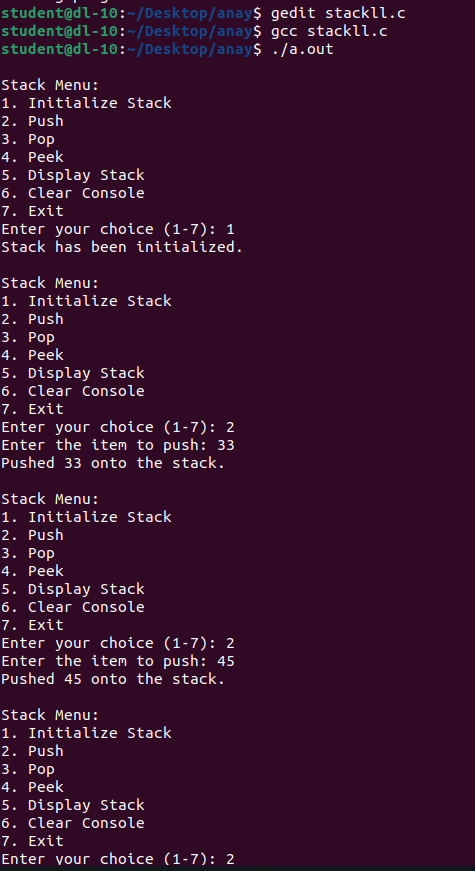 student@dl-10:~/Desktop/anay$ gedit stackll.c
student@dl-10:~/Desktop/anay$ gcc stackll.c
student@dl-10:~/Desktop/anay$ ./a.out
Stack Menu:
1. Initialize Stack
2. Push
3. Pop
4. Peek
5. Display Stack
6. Clear Console
7. Exit
Enter your choice (1-7): 1
Stack has been initialized.
Stack Menu:
1. Initialize Stack
2. Push
3. Pop
4. Peek
5. Display Stack
6. Clear Console
7. Exit
Enter your choice (1-7): 2
Enter the item to push: 33
Pushed 33 onto the stack.
Stack Menu:
1. Initialize Stack
2. Push
3. Pop
4. Peek
5. Display Stack
6. Clear Console
7. Exit
Enter your choice (1-7): 2
Enter the item to push: 45
Pushed 45 onto the stack.
Stack Menu:
1. Initialize Stack
2. Push
3. Pop
4. Peek
5. Display Stack
6. Clear Console
7. Exit
Enter your choice (1-7): 2